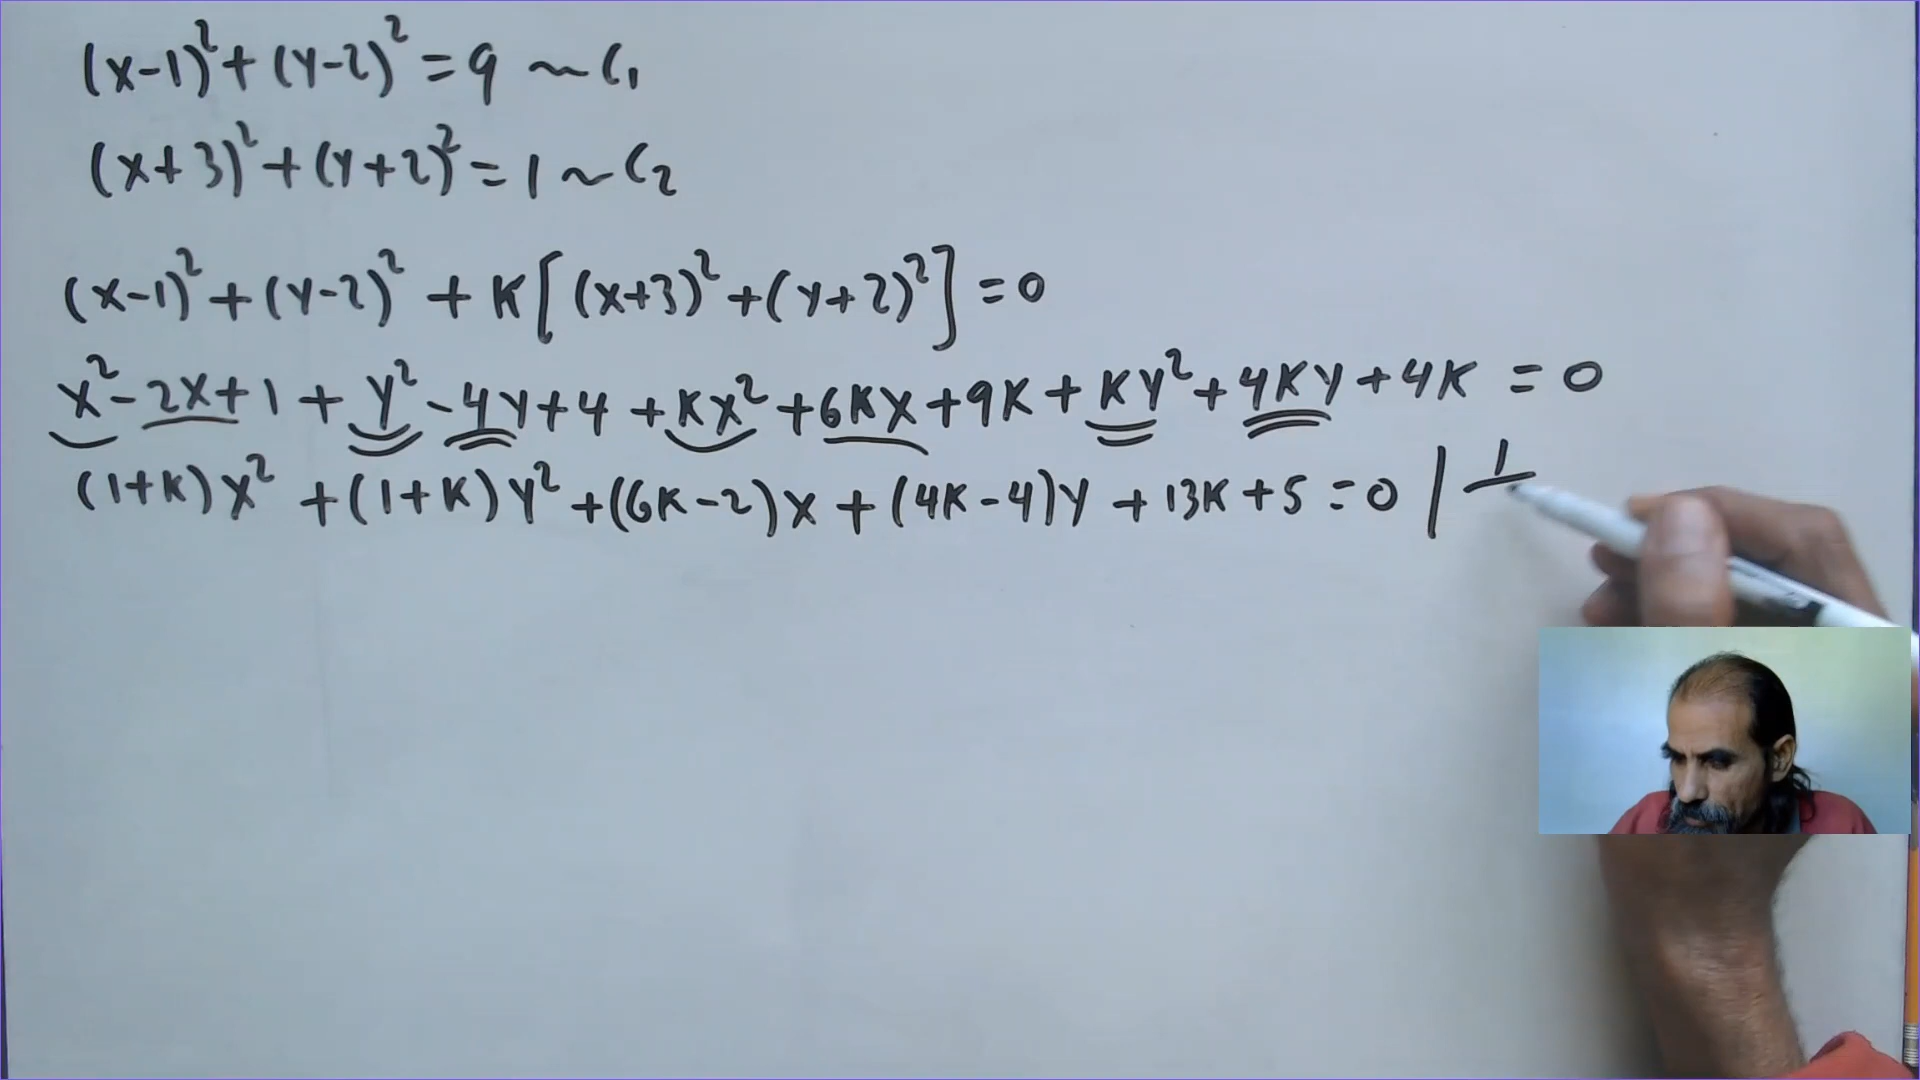 (x-1)²+(y-2)²=9 ~ C₁
(x+3)²+(y+2)²=1 ~ C₂
(x-1)²+(y-2)² + K[(x+3)²+(y+2)²]=0
x²-2x+1+y²-4y+4+Kx²+6Kx+9K+Ky²+4Ky+4K=0
(1+K)x²+(1+K)y²+(6K-2)x+(4K-4)y+13K+5=0 | 1/